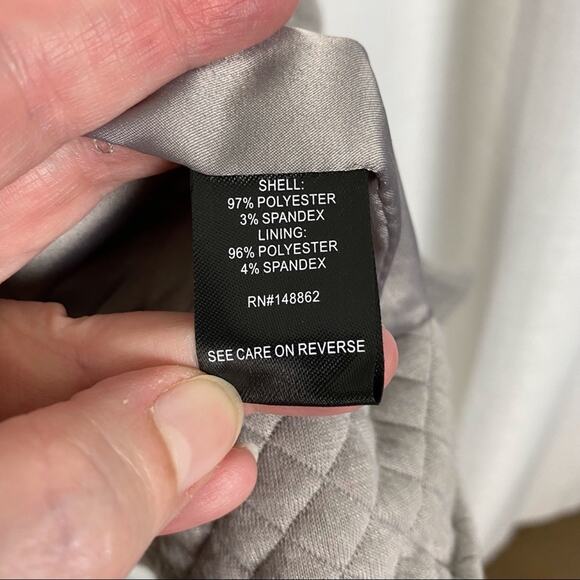 SHELL:
97% POLYESTER
3% SPANDEX
LINING:
96% POLYESTER
4% SPANDEX
RN#148862
SEE CARE ON REVERSE